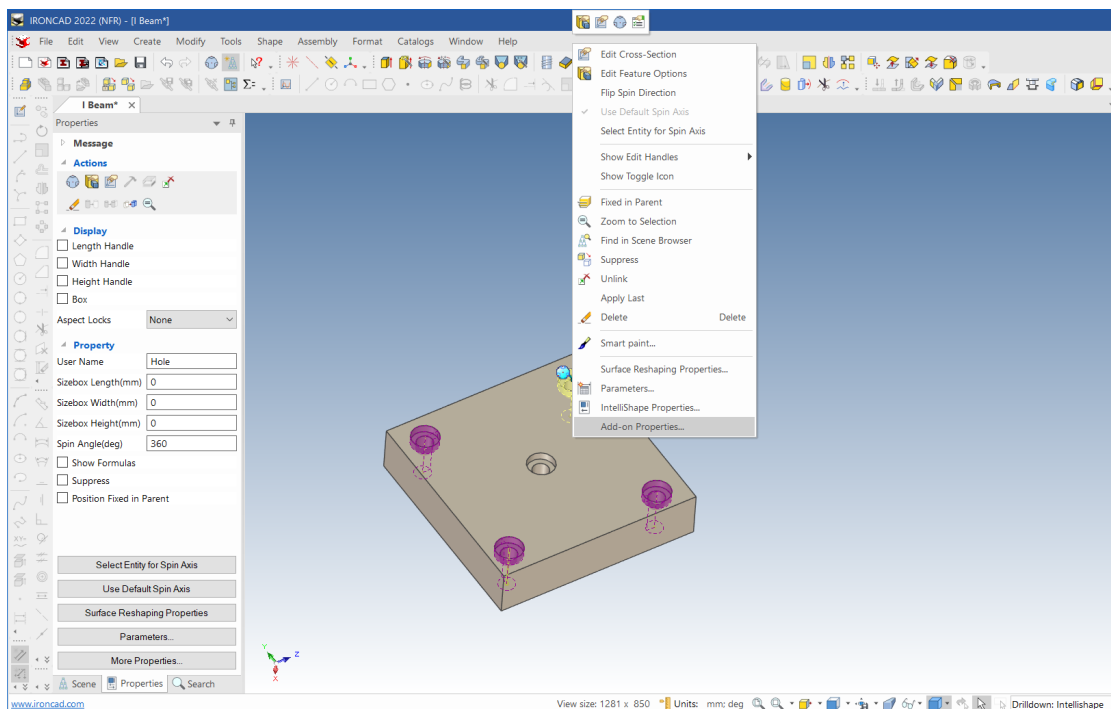 IRONCAD 2022 (NFR) - [I Beam*]
File Edit View Create Modify Tools Shape Assembly Format Catalogs Window Help
I Beam*
Properties
Message
Actions
Display
Length Handle
Width Handle
Height Handle
Box
Aspect Locks None
Property
User Name Hole
Sizebox Length(mm) 0
Sizebox Width(mm) 0
Sizebox Height(mm) 0
Spin Angle(deg) 360
Show Formulas
Suppress
Position Fixed in Parent
Select Entity for Spin Axis
Use Default Spin Axis
Surface Reshaping Properties
Parameters...
More Properties...
Scene Properties Search
Edit Cross-Section
Edit Feature Options
Flip Spin Direction
Use Default Spin Axis
Select Entity for Spin Axis
Show Edit Handles
Show Toggle Icon
Fixed in Parent
Zoom to Selection
Find in Scene Browser
Suppress
Unlink
Apply Last
Delete Delete
Smart paint...
Surface Reshaping Properties...
Parameters...
IntelliShape Properties...
Add-on Properties...
Y
Z
X
www.ironcad.com
View size: 1281 x 850 Units: mm; deg Drilldown: Intellishape